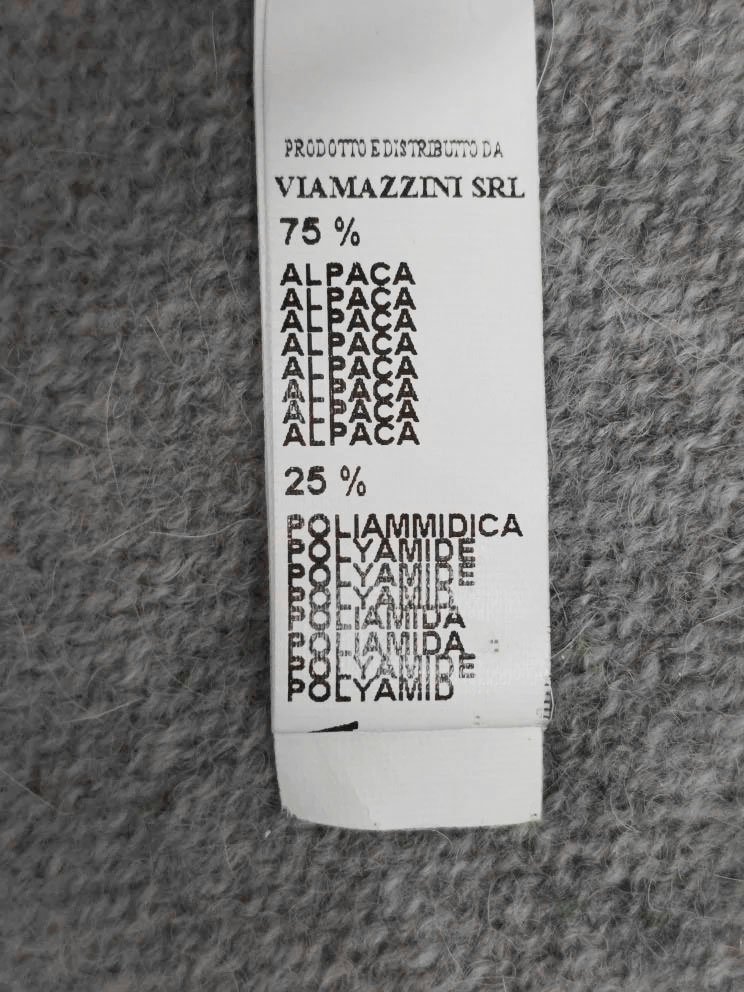 PRODOTTO E DISTRIBUITO DA
VIAMAZZINI SRL
75 %
ALPACA
ALPACA
ALPACA
ALPACA
ALPACA
ALPACA
ALPACA
ALPACA
25 %
POLIAMMIDICA
POLYAMIDE
POLYAMIDE
POLYAMID
POLIAMIDA
POLIAMIDA
POLYAMIDE
POLYAMID